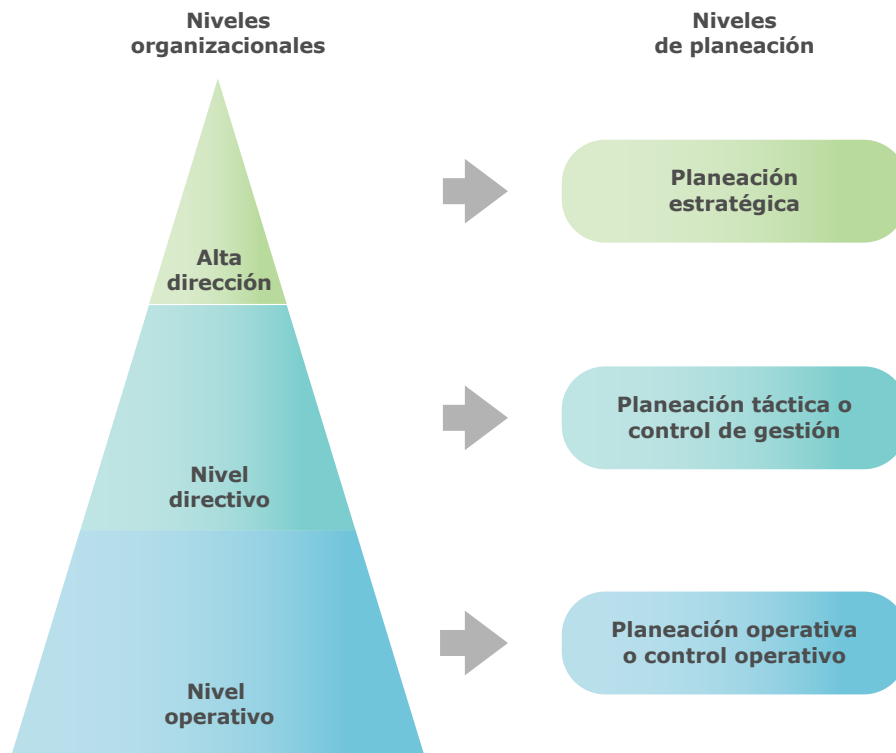 Niveles
organizacionales
Niveles
de planeación
Alta
dirección
Planeación
estratégica
Nivel
directivo
Planeación táctica o
control de gestión
Nivel
operativo
Planeación operativa
o control operativo